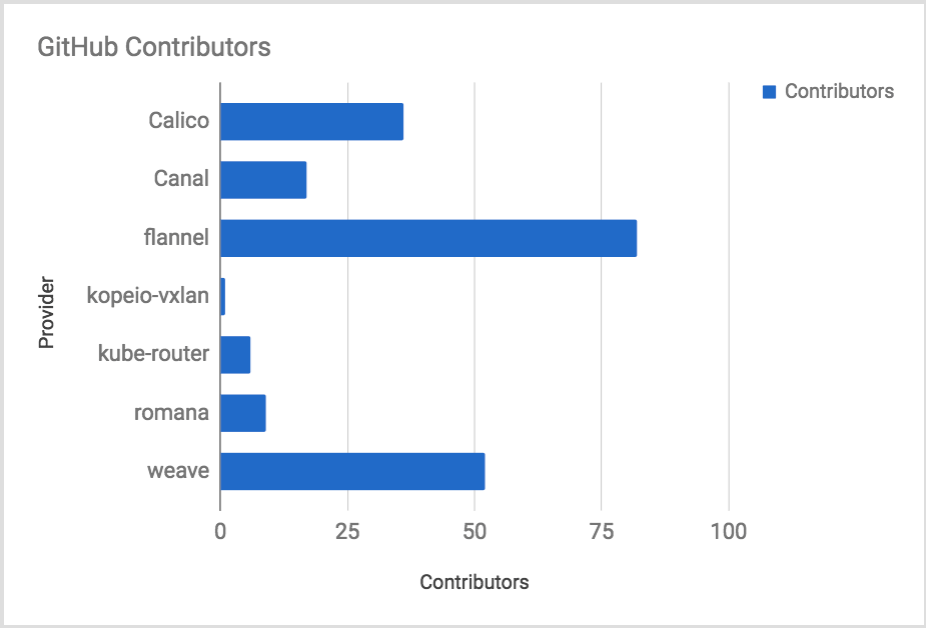 GitHub Contributors
Contributors
Calico
Canal
flannel
kopeio-vxlan
kube-router
romana
weave
Provider
0 25 50 75 100
Contributors